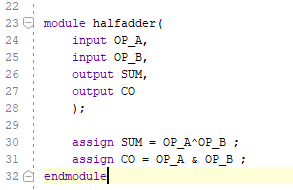 22
23 module halfadder(
24 input OP_A,
25 input OP_B,
26 output SUM,
27 output CO
28 );
29
30 assign SUM = OP_A^OP_B ;
31 assign CO = OP_A & OP_B ;
32 endmodule